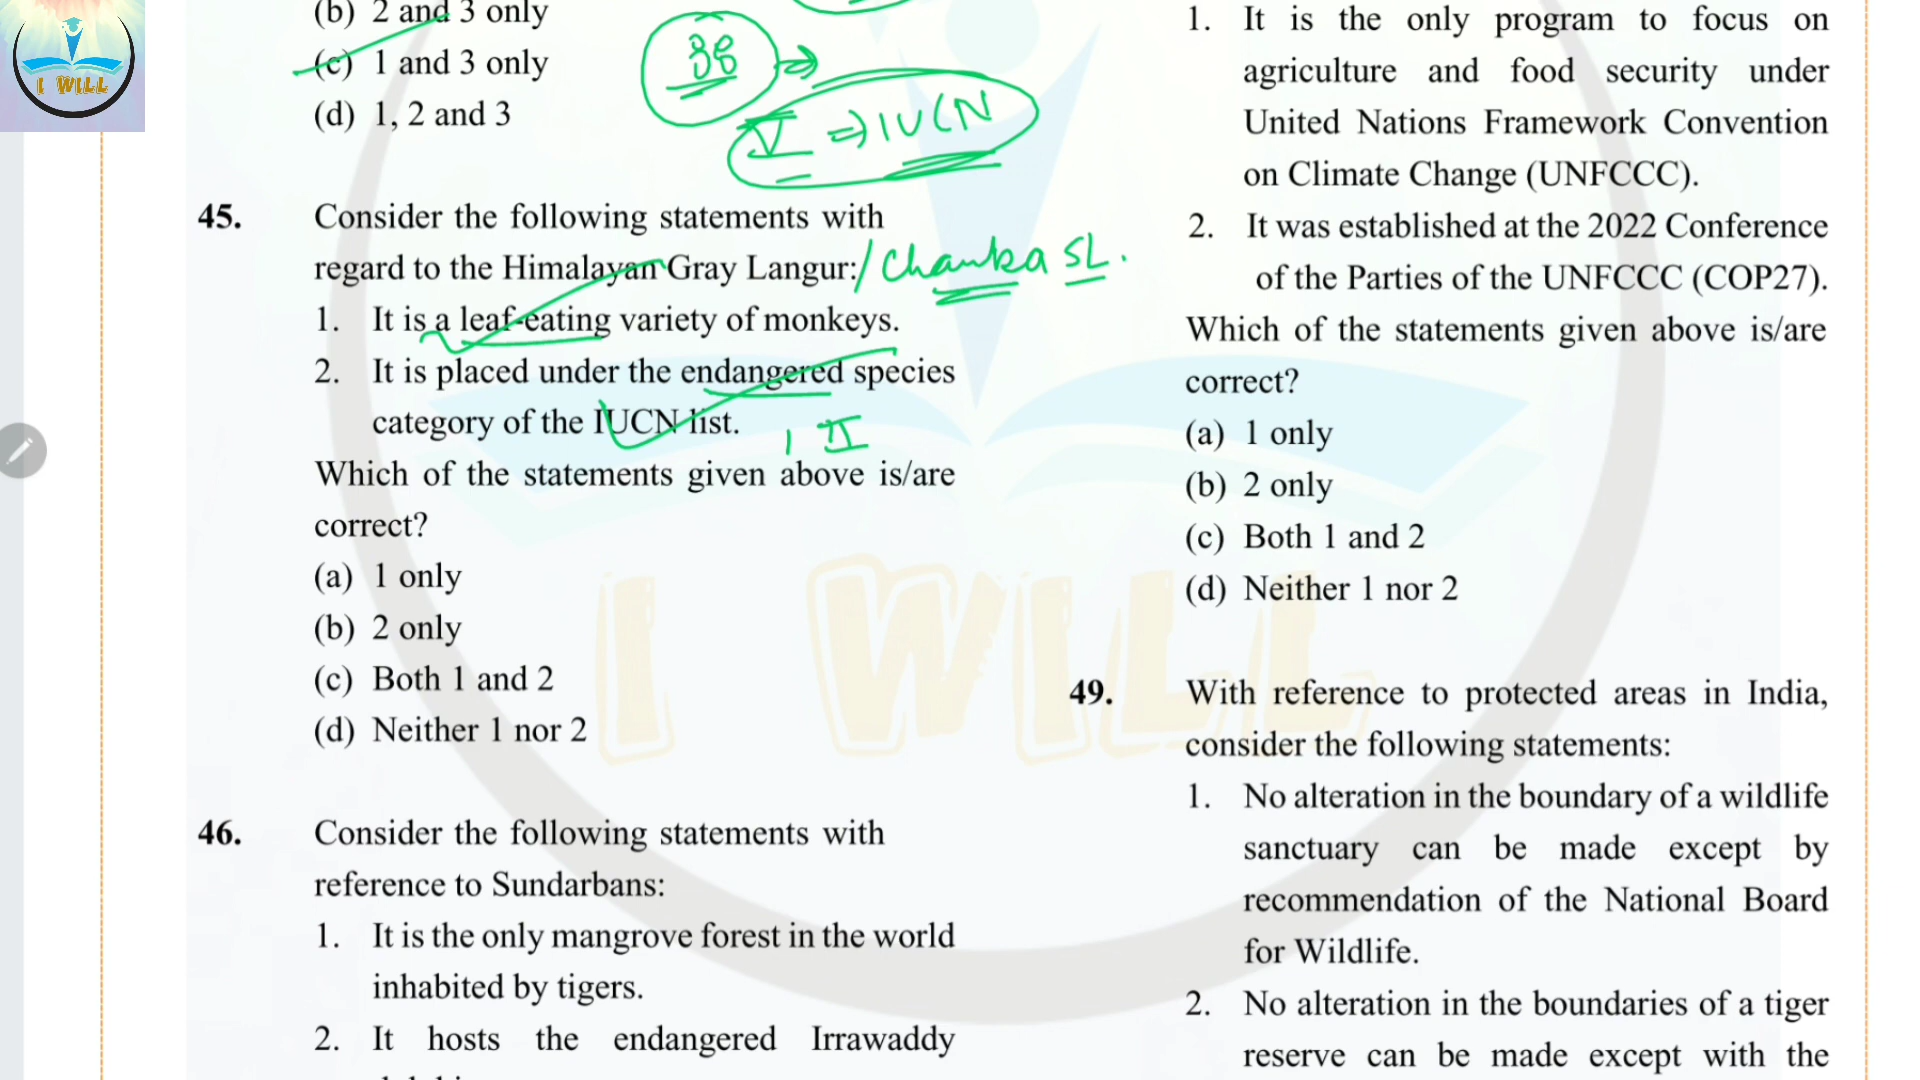 I WILL
(b) 2 and 3 only
(c) 1 and 3 only
(d) 1, 2 and 3
38
V ⇒ IUCN
45. Consider the following statements with
regard to the Himalayan Gray Langur: / Chamba SL.
1. It is a leaf-eating variety of monkeys.
2. It is placed under the endangered species
category of the IUCN list.
1 II
Which of the statements given above is/are
correct?
(a) 1 only
(b) 2 only
(c) Both 1 and 2
(d) Neither 1 nor 2
46. Consider the following statements with
reference to Sundarbans:
1. It is the only mangrove forest in the world
inhabited by tigers.
2. It hosts the endangered Irrawaddy
1. It is the only program to focus on
agriculture and food security under
United Nations Framework Convention
on Climate Change (UNFCCC).
2. It was established at the 2022 Conference
of the Parties of the UNFCCC (COP27).
Which of the statements given above is/are
correct?
(a) 1 only
(b) 2 only
(c) Both 1 and 2
(d) Neither 1 nor 2
49. With reference to protected areas in India,
consider the following statements:
1. No alteration in the boundary of a wildlife
sanctuary can be made except by
recommendation of the National Board
for Wildlife.
2. No alteration in the boundaries of a tiger
reserve can be made except with the
I WILL